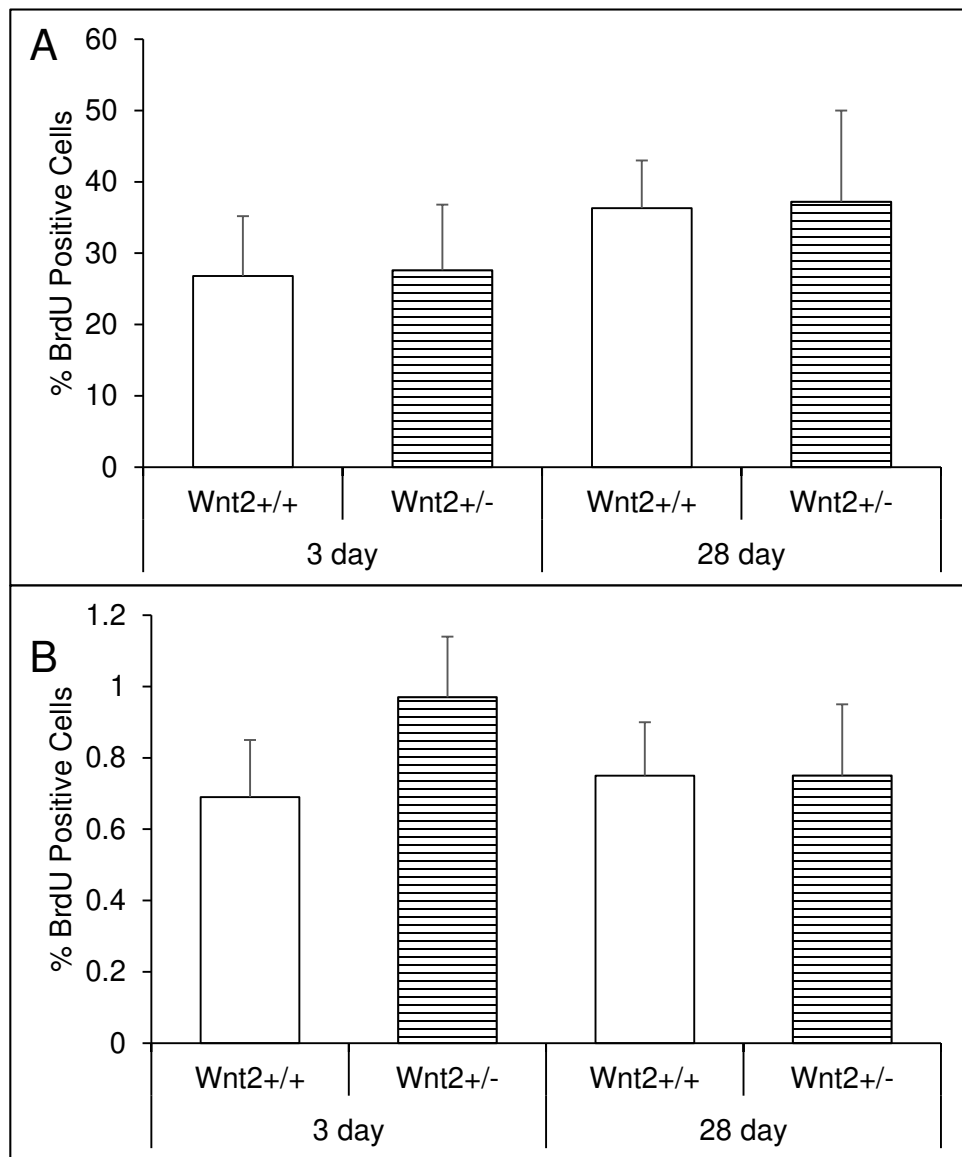 A
% BrdU Positive Cells
60
50
40
30
20
10
0
Wnt2+/+ Wnt2+/- Wnt2+/+ Wnt2+/-
3 day 28 day
B
% BrdU Positive Cells
1.2
1
0.8
0.6
0.4
0.2
0
Wnt2+/+ Wnt2+/- Wnt2+/+ Wnt2+/-
3 day 28 day